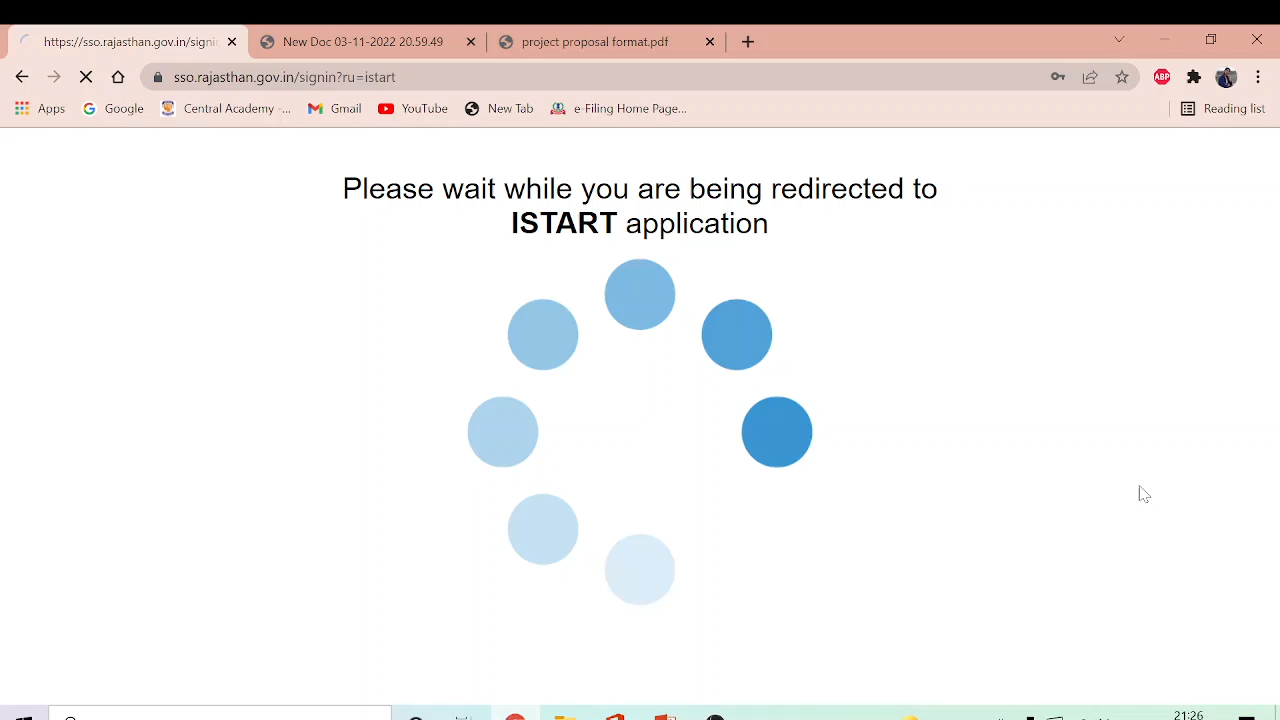 https://sso.rajasthan.gov.in/signi
New Doc 03-11-2022 20.59.49
project proposal format.pdf
sso.rajasthan.gov.in/signin?ru=istart
ABP
Apps
Google
Central Academy -...
Gmail
YouTube
New Tab
e-Filing Home Page...
Reading list
Please wait while you are being redirected to
ISTART application
21:26